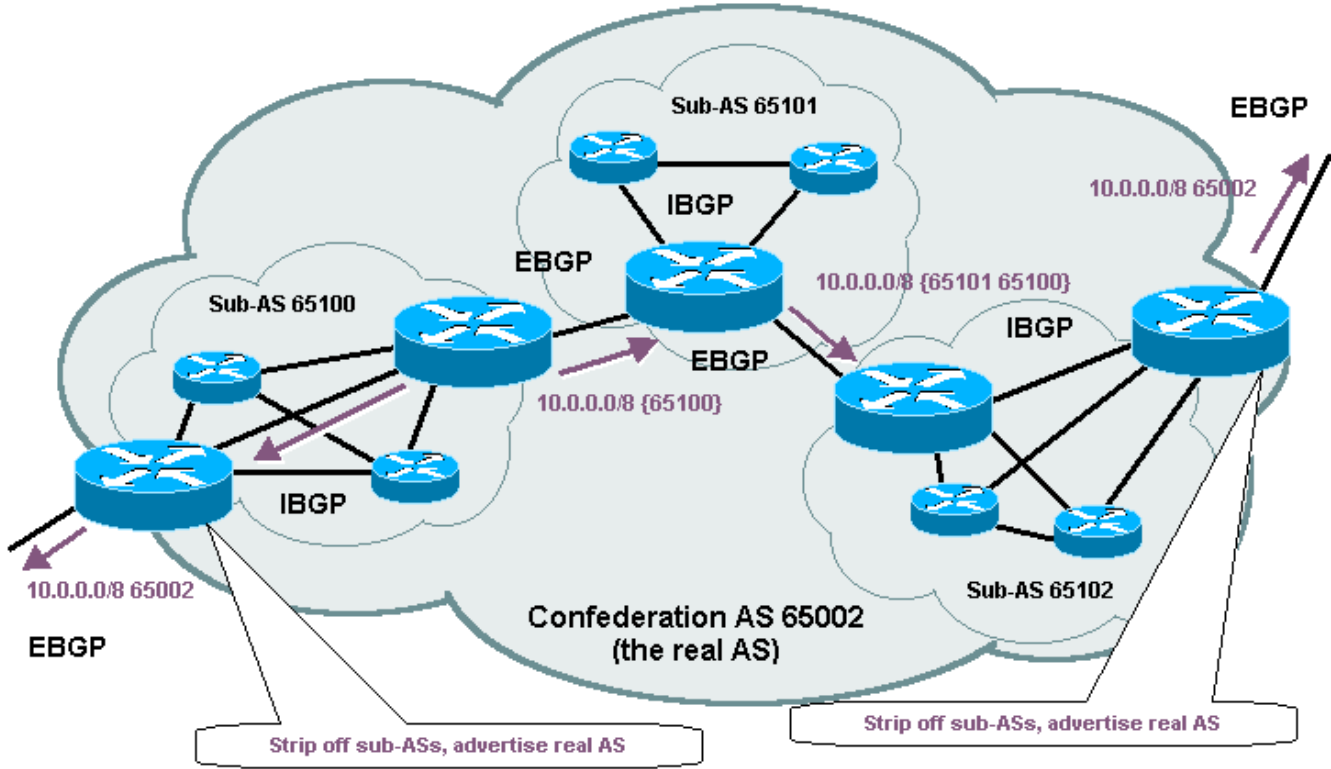 Sub-AS 65101
EBGP
10.0.0.0/8 65002
IBGP
EBGP
Sub-AS 65100
10.0.0.0/8 {65101 65100}
IBGP
EBGP
10.0.0.0/8 {65100}
IBGP
10.0.0.0/8 65002
EBGP
Sub-AS 65102
Confederation AS 65002
(the real AS)
Strip off sub-ASs, advertise real AS
Strip off sub-ASs, advertise real AS